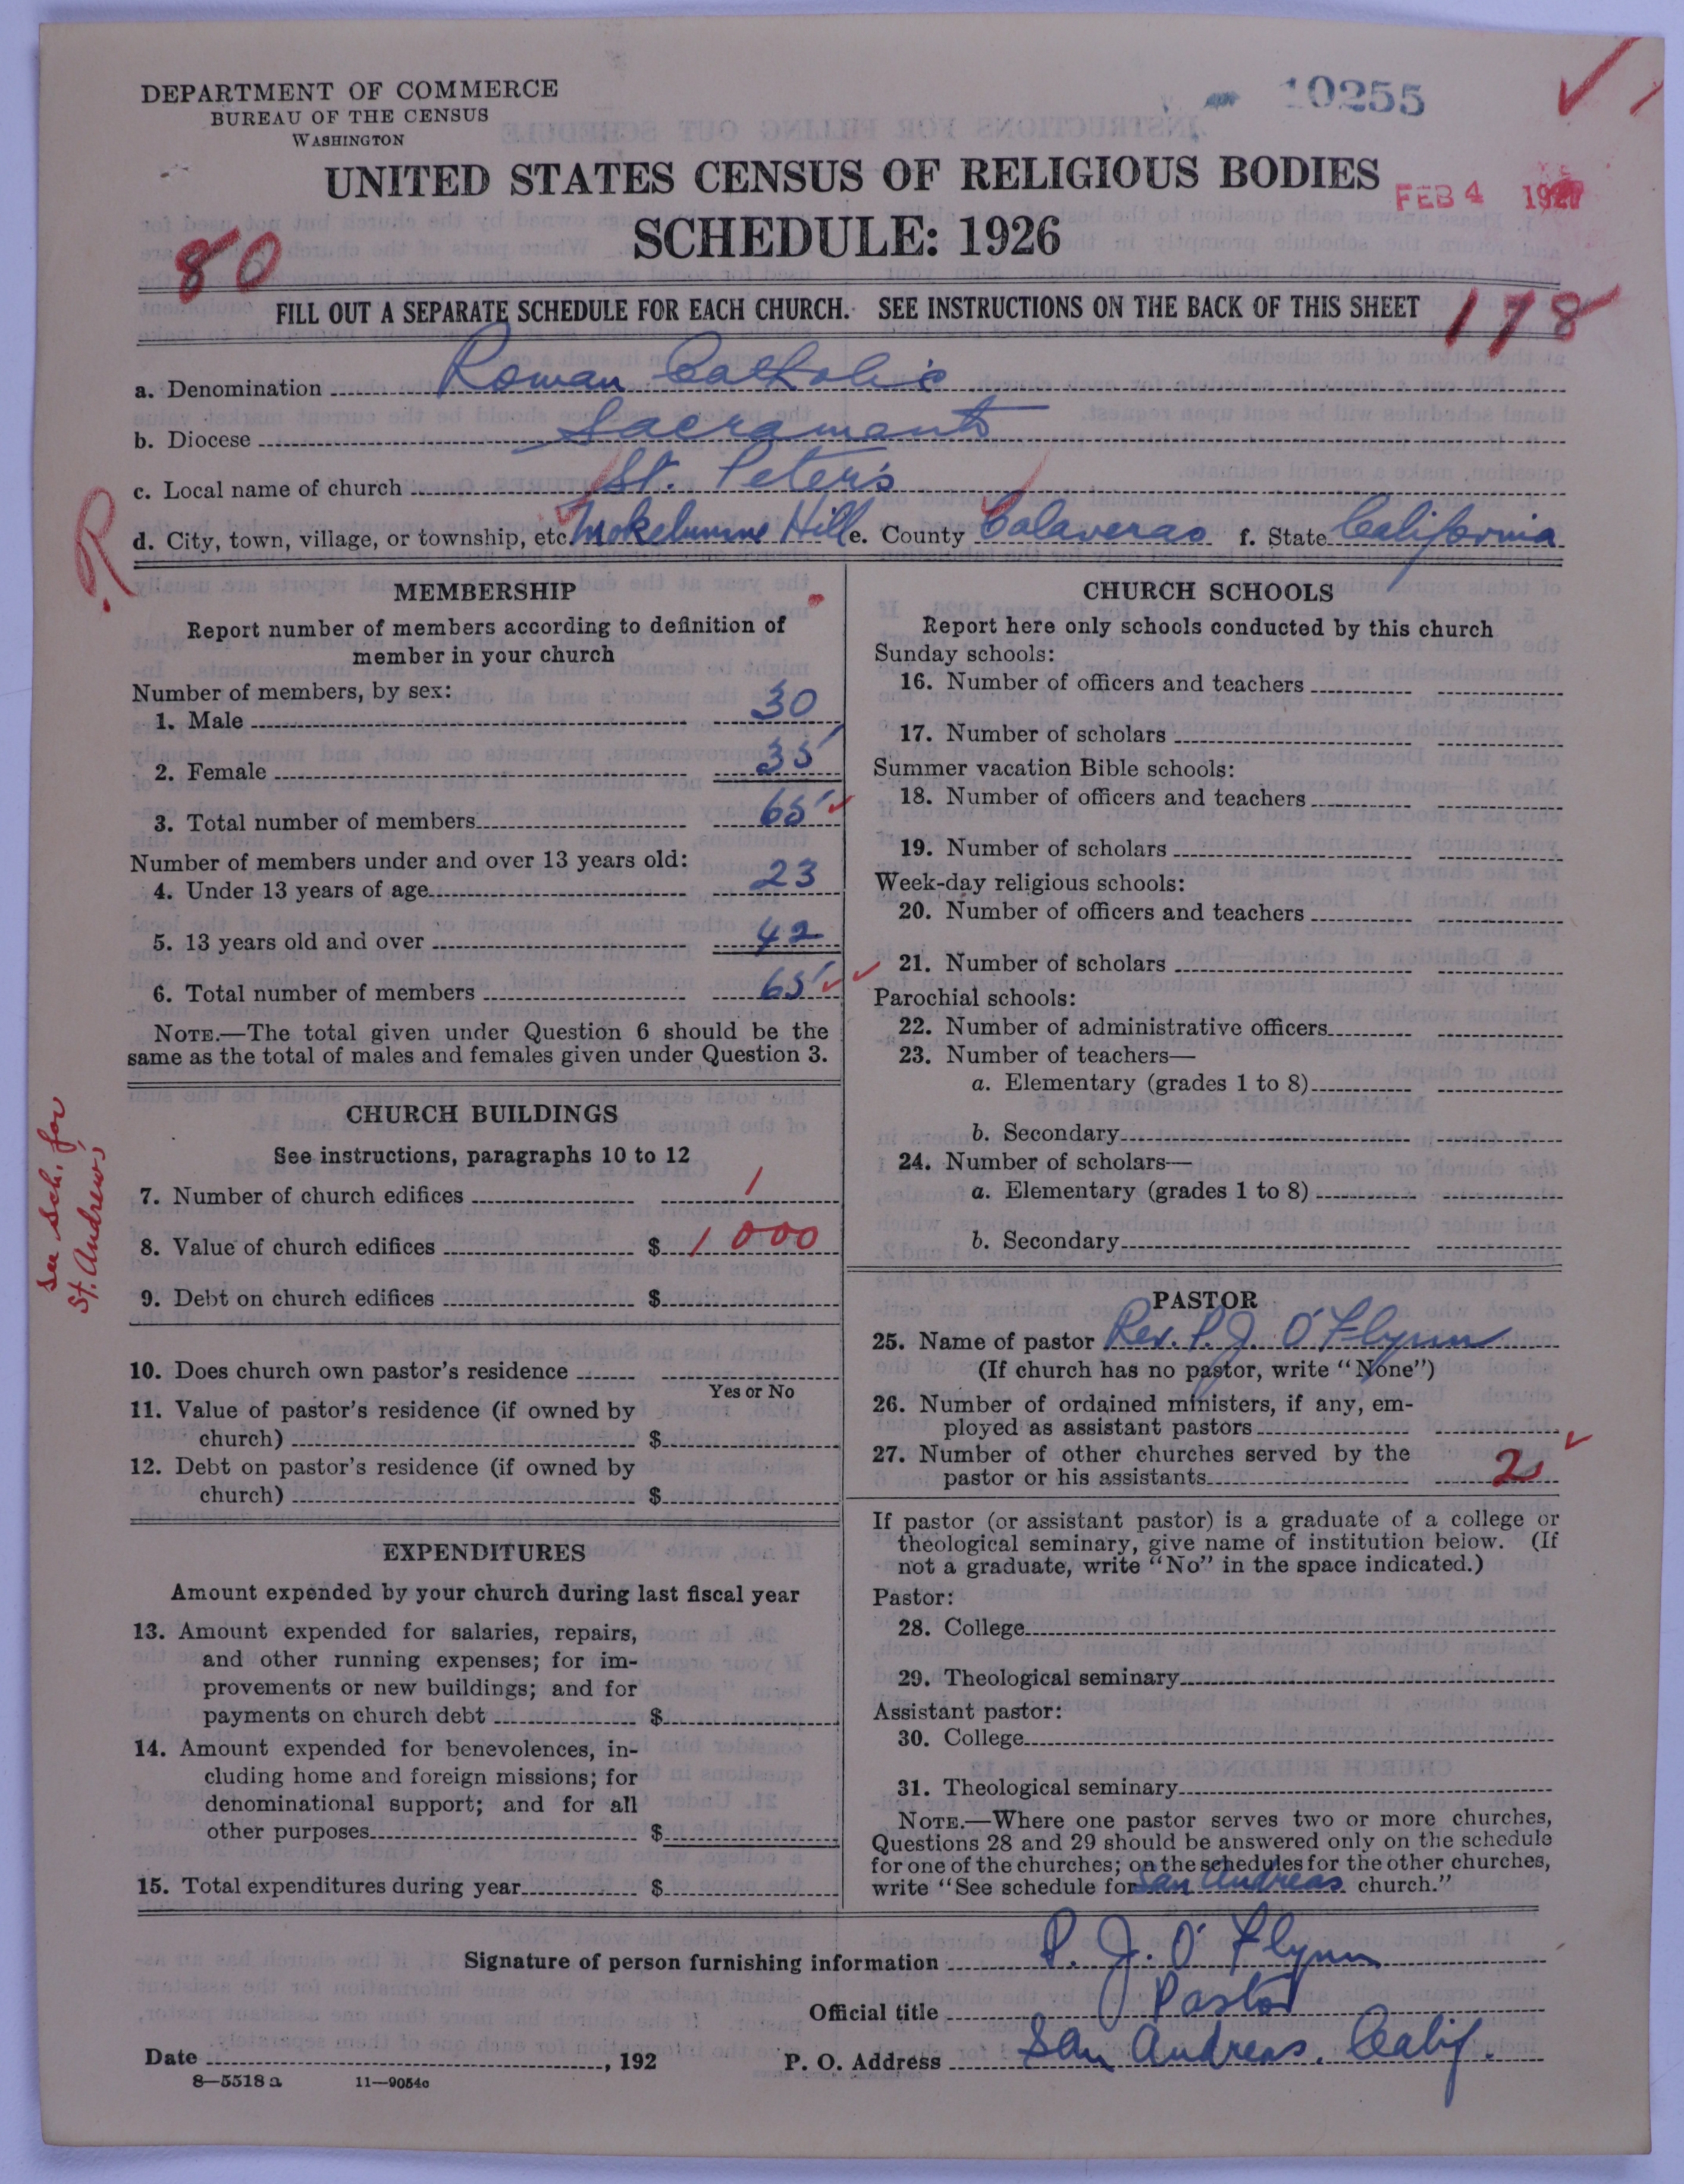 DEPARTMENT OF COMMERCE
BUREAU OF THE CENSUS
WASHINGTON
10255
UNITED STATES CENSUS OF RELIGIOUS BODIES
FEB 4 1927
SCHEDULE: 1926
80
FILL OUT A SEPARATE SCHEDULE FOR EACH CHURCH. SEE INSTRUCTIONS ON THE BACK OF THIS SHEET
178
a. Denomination Roman Catholic
b. Diocese Sacramento
c. Local name of church St. Peter's
d. City, town, village, or township, etc. Mokelumne Hill e. County Calaveras f. State California
R
MEMBERSHIP
Report number of members according to definition of
member in your church
Number of members, by sex:
1. Male 30
2. Female 35
3. Total number of members 65
Number of members under and over 13 years old:
4. Under 13 years of age 23
5. 13 years old and over 42
6. Total number of members 65
NOTE.—The total given under Question 6 should be the
same as the total of males and females given under Question 3.
CHURCH BUILDINGS
See instructions, paragraphs 10 to 12
7. Number of church edifices 1
8. Value of church edifices $ 1000
9. Debt on church edifices $
See Sch. for
St. Andrews
10. Does church own pastor's residence
Yes or No
11. Value of pastor's residence (if owned by
church) $
12. Debt on pastor's residence (if owned by
church) $
EXPENDITURES
Amount expended by your church during last fiscal year
13. Amount expended for salaries, repairs,
and other running expenses; for im-
provements or new buildings; and for
payments on church debt $
14. Amount expended for benevolences, in-
cluding home and foreign missions; for
denominational support; and for all
other purposes $
15. Total expenditures during year $
CHURCH SCHOOLS
Report here only schools conducted by this church
Sunday schools:
16. Number of officers and teachers
17. Number of scholars
Summer vacation Bible schools:
18. Number of officers and teachers
19. Number of scholars
Week-day religious schools:
20. Number of officers and teachers
21. Number of scholars
Parochial schools:
22. Number of administrative officers
23. Number of teachers—
a. Elementary (grades 1 to 8)
b. Secondary
24. Number of scholars—
a. Elementary (grades 1 to 8)
b. Secondary
PASTOR
25. Name of pastor Rev. P. J. O'Flynn
(If church has no pastor, write "None")
26. Number of ordained ministers, if any, em-
ployed as assistant pastors
27. Number of other churches served by the
pastor or his assistants 2
If pastor (or assistant pastor) is a graduate of a college or
theological seminary, give name of institution below. (If
not a graduate, write "No" in the space indicated.)
Pastor:
28. College
29. Theological seminary
Assistant pastor:
30. College
31. Theological seminary
NOTE.—Where one pastor serves two or more churches,
Questions 28 and 29 should be answered only on the schedule
for one of the churches; on the schedules for the other churches,
write "See schedule for San Andreas church."
Signature of person furnishing information P. J. O'Flynn
Official title Pastor
Date , 192 P. O. Address San Andreas, Calif.
8—5518a 11—9054c